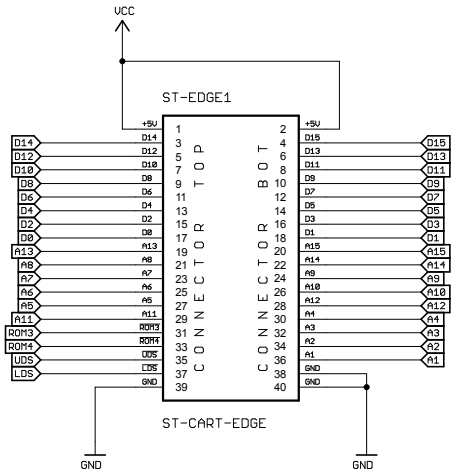 VCC
ST-EDGE1
+5V 1 2 +5V
D14 D14 3 4 D15 D15
D12 D12 5 6 D13 D13
D10 D10 7 8 D11 D11
D8 D8 9 10 D9 D9
D6 D6 11 12 D7 D7
D4 D4 13 14 D5 D5
D2 D2 15 16 D3 D3
D0 D0 17 18 D1 D1
A13 A13 19 20 A15 A15
A8 A8 21 22 A14 A14
A7 A7 23 24 A9 A9
A6 A6 25 26 A10 A10
A5 A5 27 28 A12 A12
A11 A11 29 30 A4 A4
ROM3 ROM3 31 32 A3 A3
ROM4 ROM4 33 34 A2 A2
UDS UDS 35 36 A1 A1
LDS LDS 37 38 GND
GND 39 40 GND
CONNECTOR TOP
CONNECTOR BOT
ST-CART-EDGE
GND GND